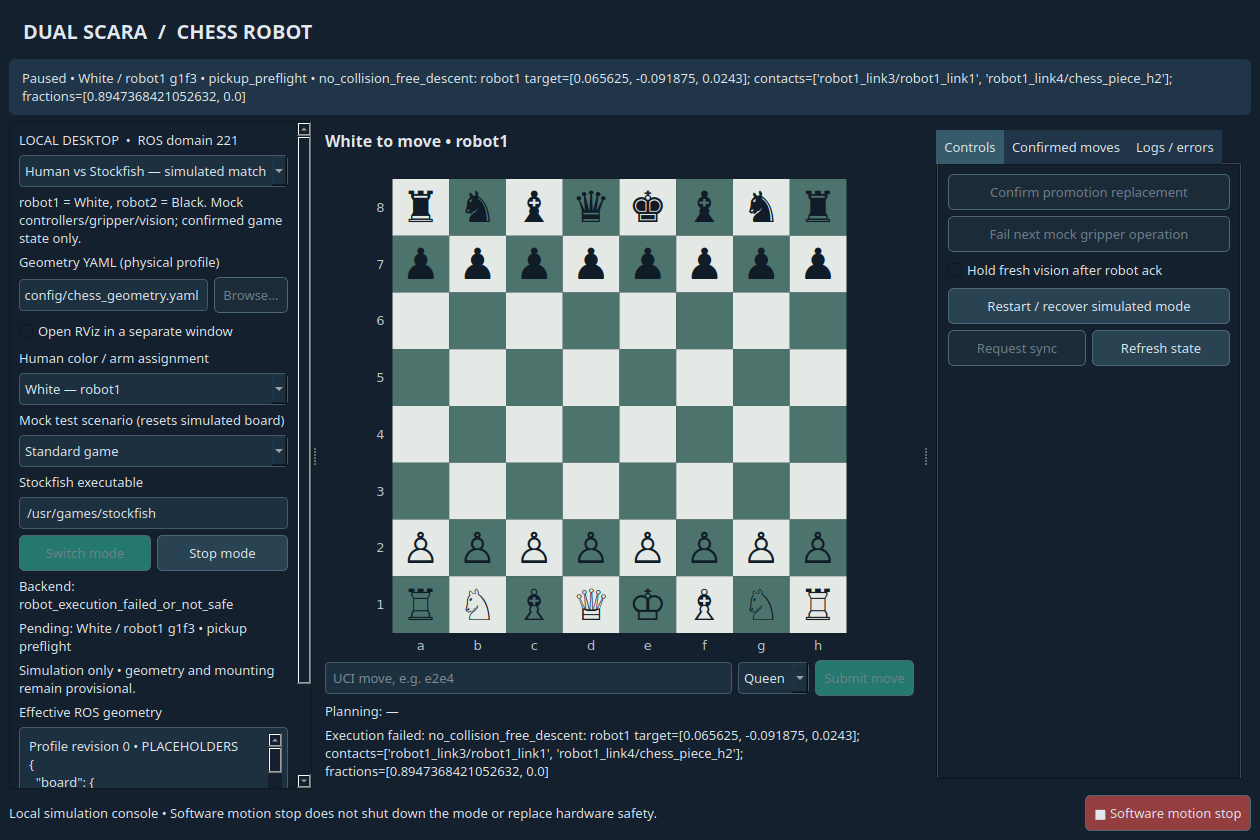 DUAL SCARA / CHESS ROBOT
Paused • White / robot1 g1f3 • pickup_preflight • no_collision_free_descent: robot1 target=[0.065625, -0.091875, 0.0243]; contacts=['robot1_link3/robot1_link1', 'robot1_link4/chess_piece_h2'];
fractions=[0.8947368421052632, 0.0]
LOCAL DESKTOP • ROS domain 221
Human vs Stockfish — simulated match
robot1 = White, robot2 = Black. Mock
controllers/gripper/vision; confirmed game
state only.
Geometry YAML (physical profile)
config/chess_geometry.yaml
Browse...
Open RViz in a separate window
Human color / arm assignment
White — robot1
Mock test scenario (resets simulated board)
Standard game
Stockfish executable
/usr/games/stockfish
Switch mode
Stop mode
Backend:
robot_execution_failed_or_not_safe
Pending: White / robot1 g1f3 • pickup
preflight
Simulation only • geometry and mounting
remain provisional.
Effective ROS geometry
Profile revision 0 • PLACEHOLDERS
{
"board": {
White to move • robot1
8
7
6
5
4
3
2
1
a b c d e f g h
UCI move, e.g. e2e4
Queen
Submit move
Planning: —
Execution failed: no_collision_free_descent: robot1 target=[0.065625, -0.091875, 0.0243];
contacts=['robot1_link3/robot1_link1', 'robot1_link4/chess_piece_h2'];
fractions=[0.8947368421052632, 0.0]
Controls
Confirmed moves
Logs / errors
Confirm promotion replacement
Fail next mock gripper operation
Hold fresh vision after robot ack
Restart / recover simulated mode
Request sync
Refresh state
Local simulation console • Software motion stop does not shut down the mode or replace hardware safety.
Software motion stop